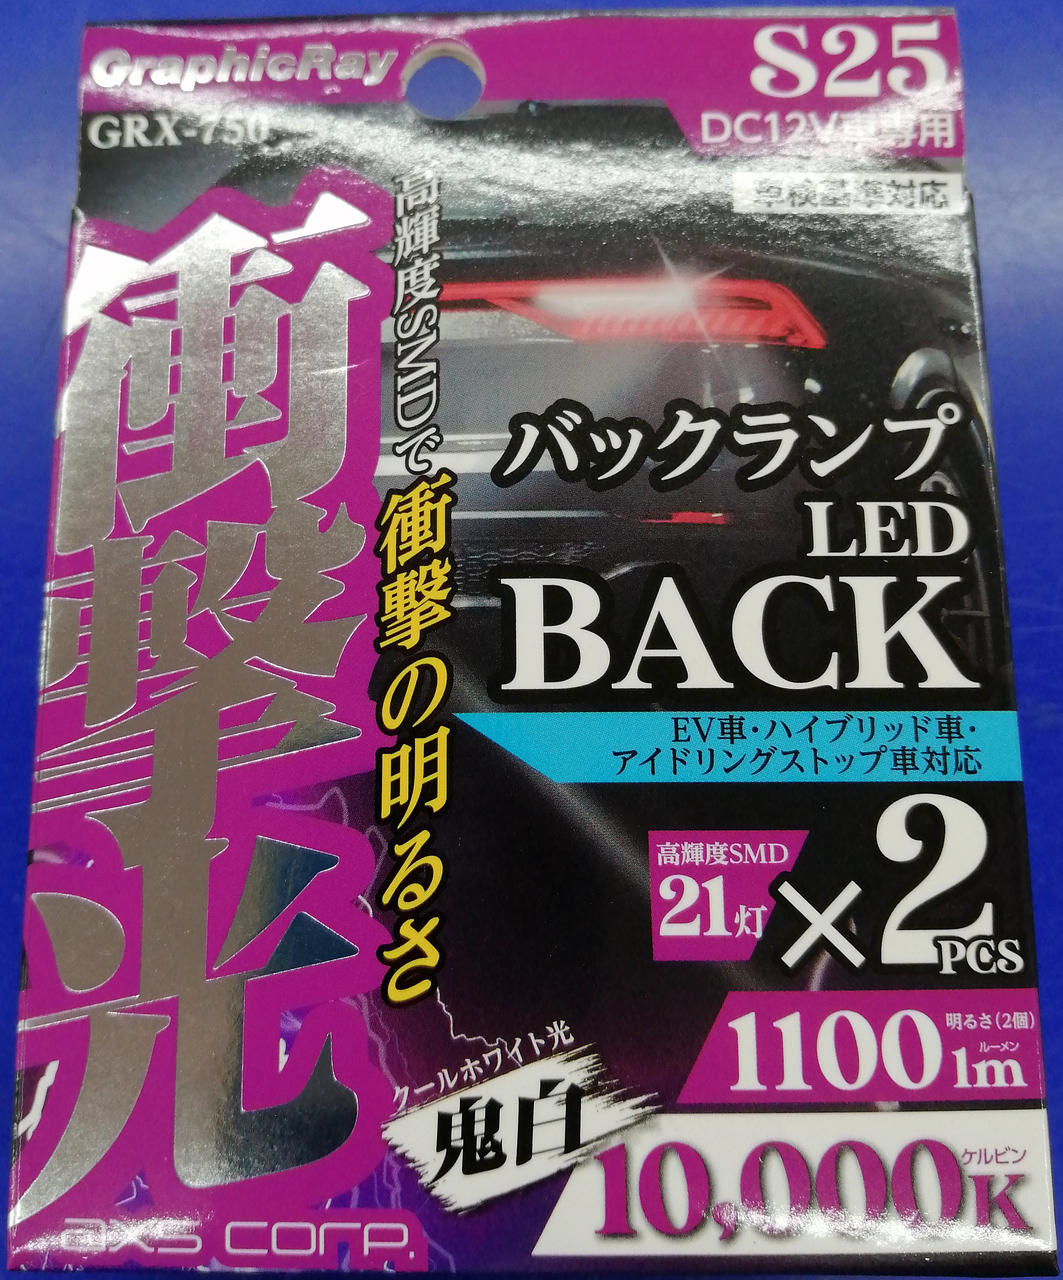 GraphicRay
GRX-750
S25
DC12V車専用
車検基準対応
衝撃光
高輝度SMDで衝撃の明るさ
バックランプ
LED
BACK
EV車・ハイブリッド車・
アイドリングストップ車対応
高輝度SMD
21灯
×2PCS
明るさ(2個)
1100lm
ルーメン
クールホワイト光
鬼白
10,000K
ケルビン
axs corp.